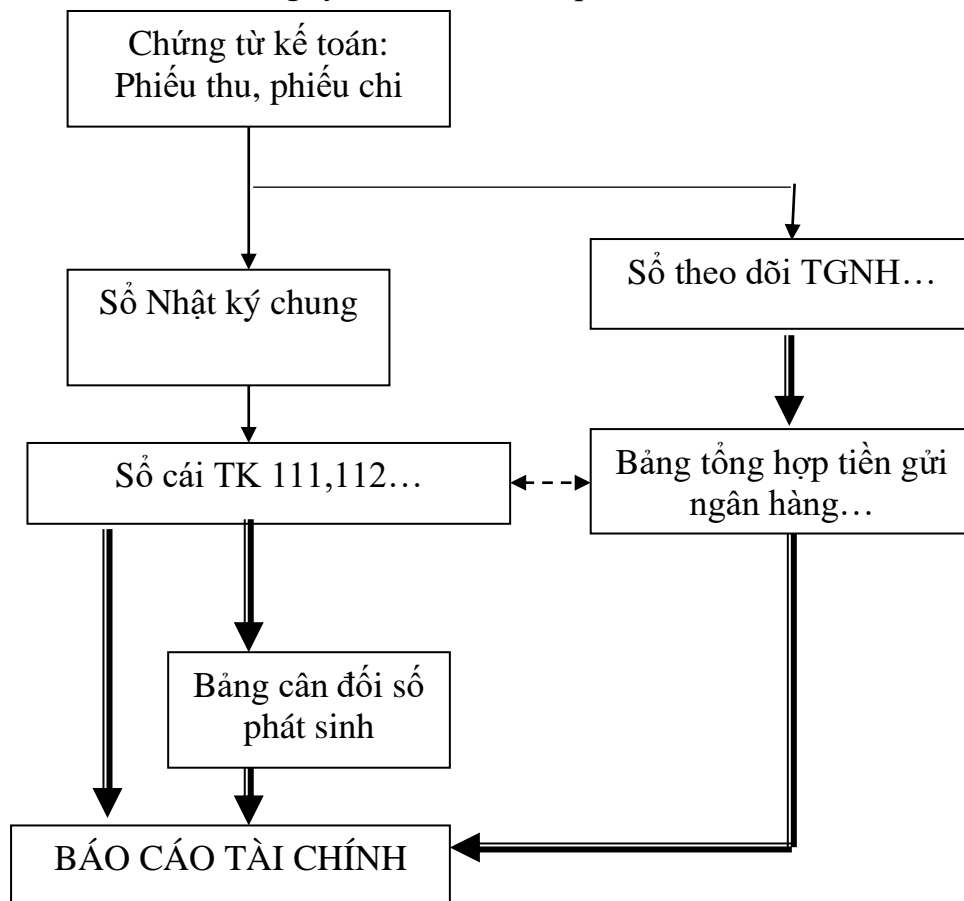 Chứng từ kế toán:
Phiếu thu, phiếu chi
Sổ theo dõi TGNH…
Sổ Nhật ký chung
Sổ cái TK 111,112…
Bảng tổng hợp tiền gửi
ngân hàng…
Bảng cân đối số
phát sinh
BÁO CÁO TÀI CHÍNH